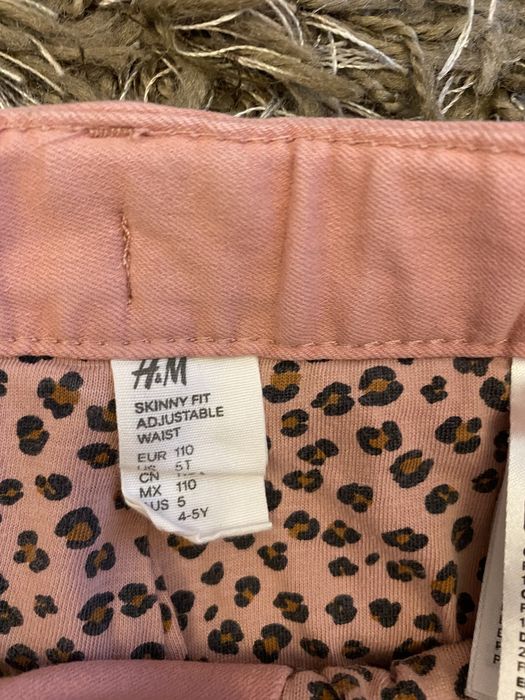 H&M
SKINNY FIT
ADJUSTABLE
WAIST
EUR 110
US 5T
CN
MX 110
US 5
4-5Y